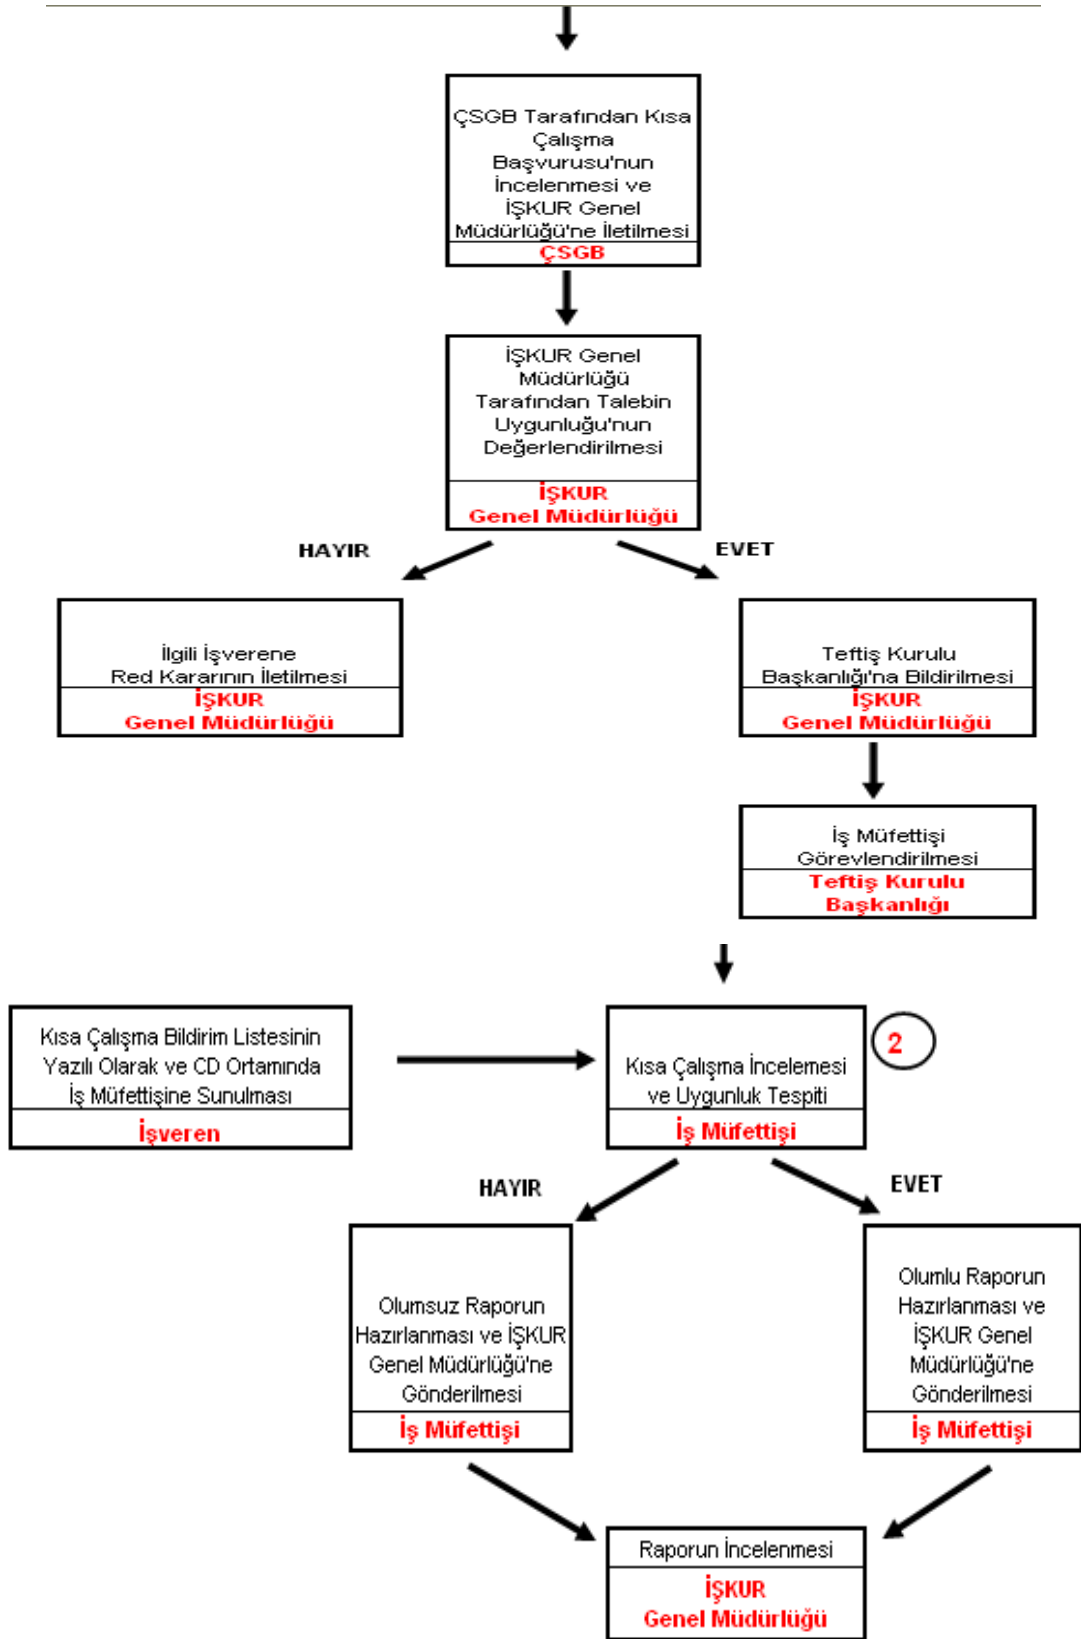 ÇSGB Tarafından Kısa
Çalışma
Başvurusu'nun
İncelenmesi ve
İŞKUR Genel
Müdürlüğü'ne İletilmesi
ÇSGB
İŞKUR Genel
Müdürlüğü
Tarafından Talebin
Uygunluğu'nun
Değerlendirilmesi
İŞKUR
Genel Müdürlüğü
HAYIR
EVET
İlgili İşverene
Red Kararının İletilmesi
İŞKUR
Genel Müdürlüğü
Teftiş Kurulu
Başkanlığı'na Bildirilmesi
İŞKUR
Genel Müdürlüğü
İş Müfettişi
Görevlendirilmesi
Teftiş Kurulu
Başkanlığı
Kısa Çalışma Bildirim Listesinin
Yazılı Olarak ve CD Ortamında
İş Müfettişine Sunulması
İşveren
Kısa Çalışma İncelemesi
ve Uygunluk Tespiti
İş Müfettişi
2
HAYIR
EVET
Olumsuz Raporun
Hazırlanması ve İŞKUR
Genel Müdürlüğü'ne
Gönderilmesi
İş Müfettişi
Olumlu Raporun
Hazırlanması ve
İŞKUR Genel
Müdürlüğü'ne
Gönderilmesi
İş Müfettişi
Raporun İncelenmesi
İŞKUR
Genel Müdürlüğü